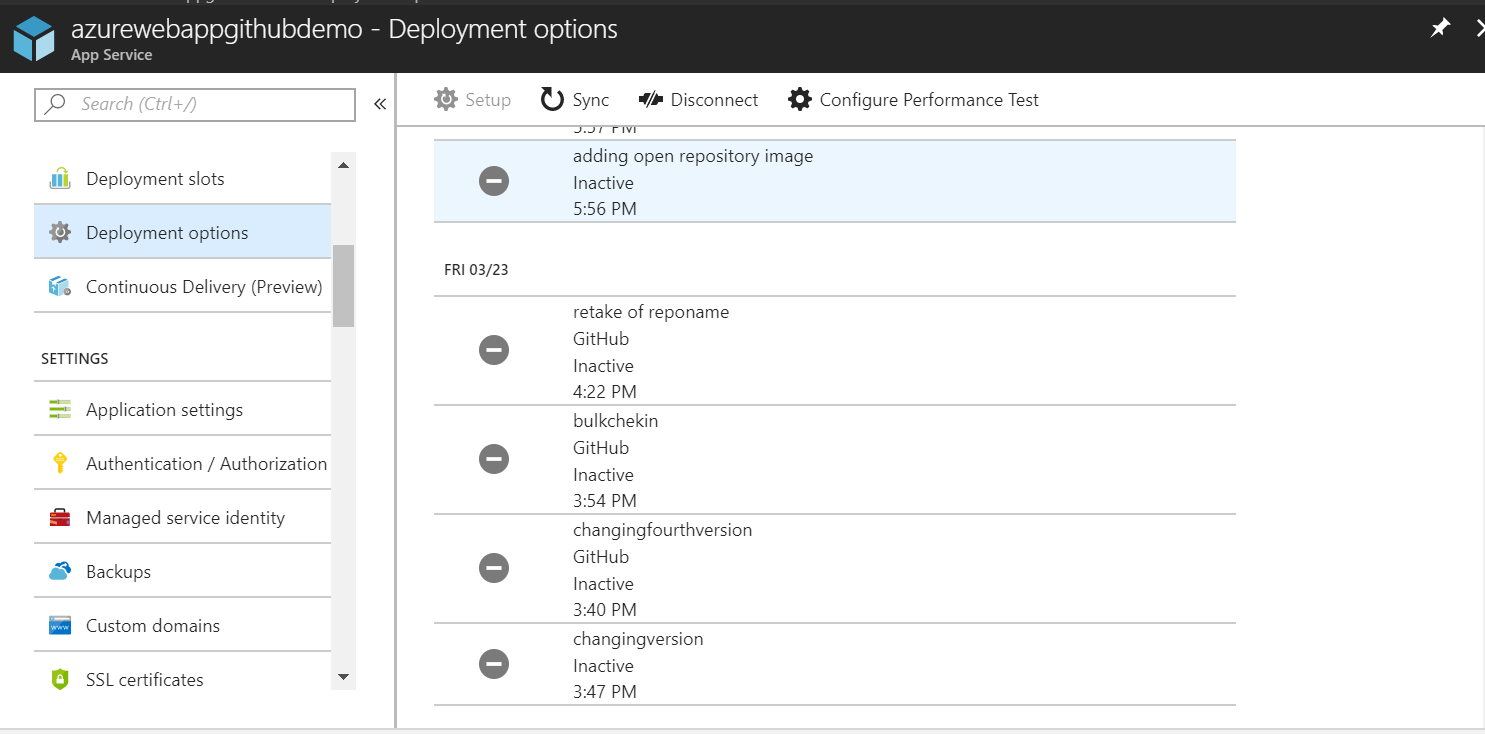 azurewebappgithubdemo - Deployment options
App Service
Search (Ctrl+/)
«
Deployment slots
Deployment options
Continuous Delivery (Preview)
SETTINGS
Application settings
Authentication / Authorization
Managed service identity
Backups
Custom domains
SSL certificates
Setup Sync Disconnect Configure Performance Test
5:57 PM
adding open repository image
Inactive
5:56 PM
FRI 03/23
retake of reponame
GitHub
Inactive
4:22 PM
bulkchekin
GitHub
Inactive
3:54 PM
changingfourthversion
GitHub
Inactive
3:40 PM
changingversion
Inactive
3:47 PM